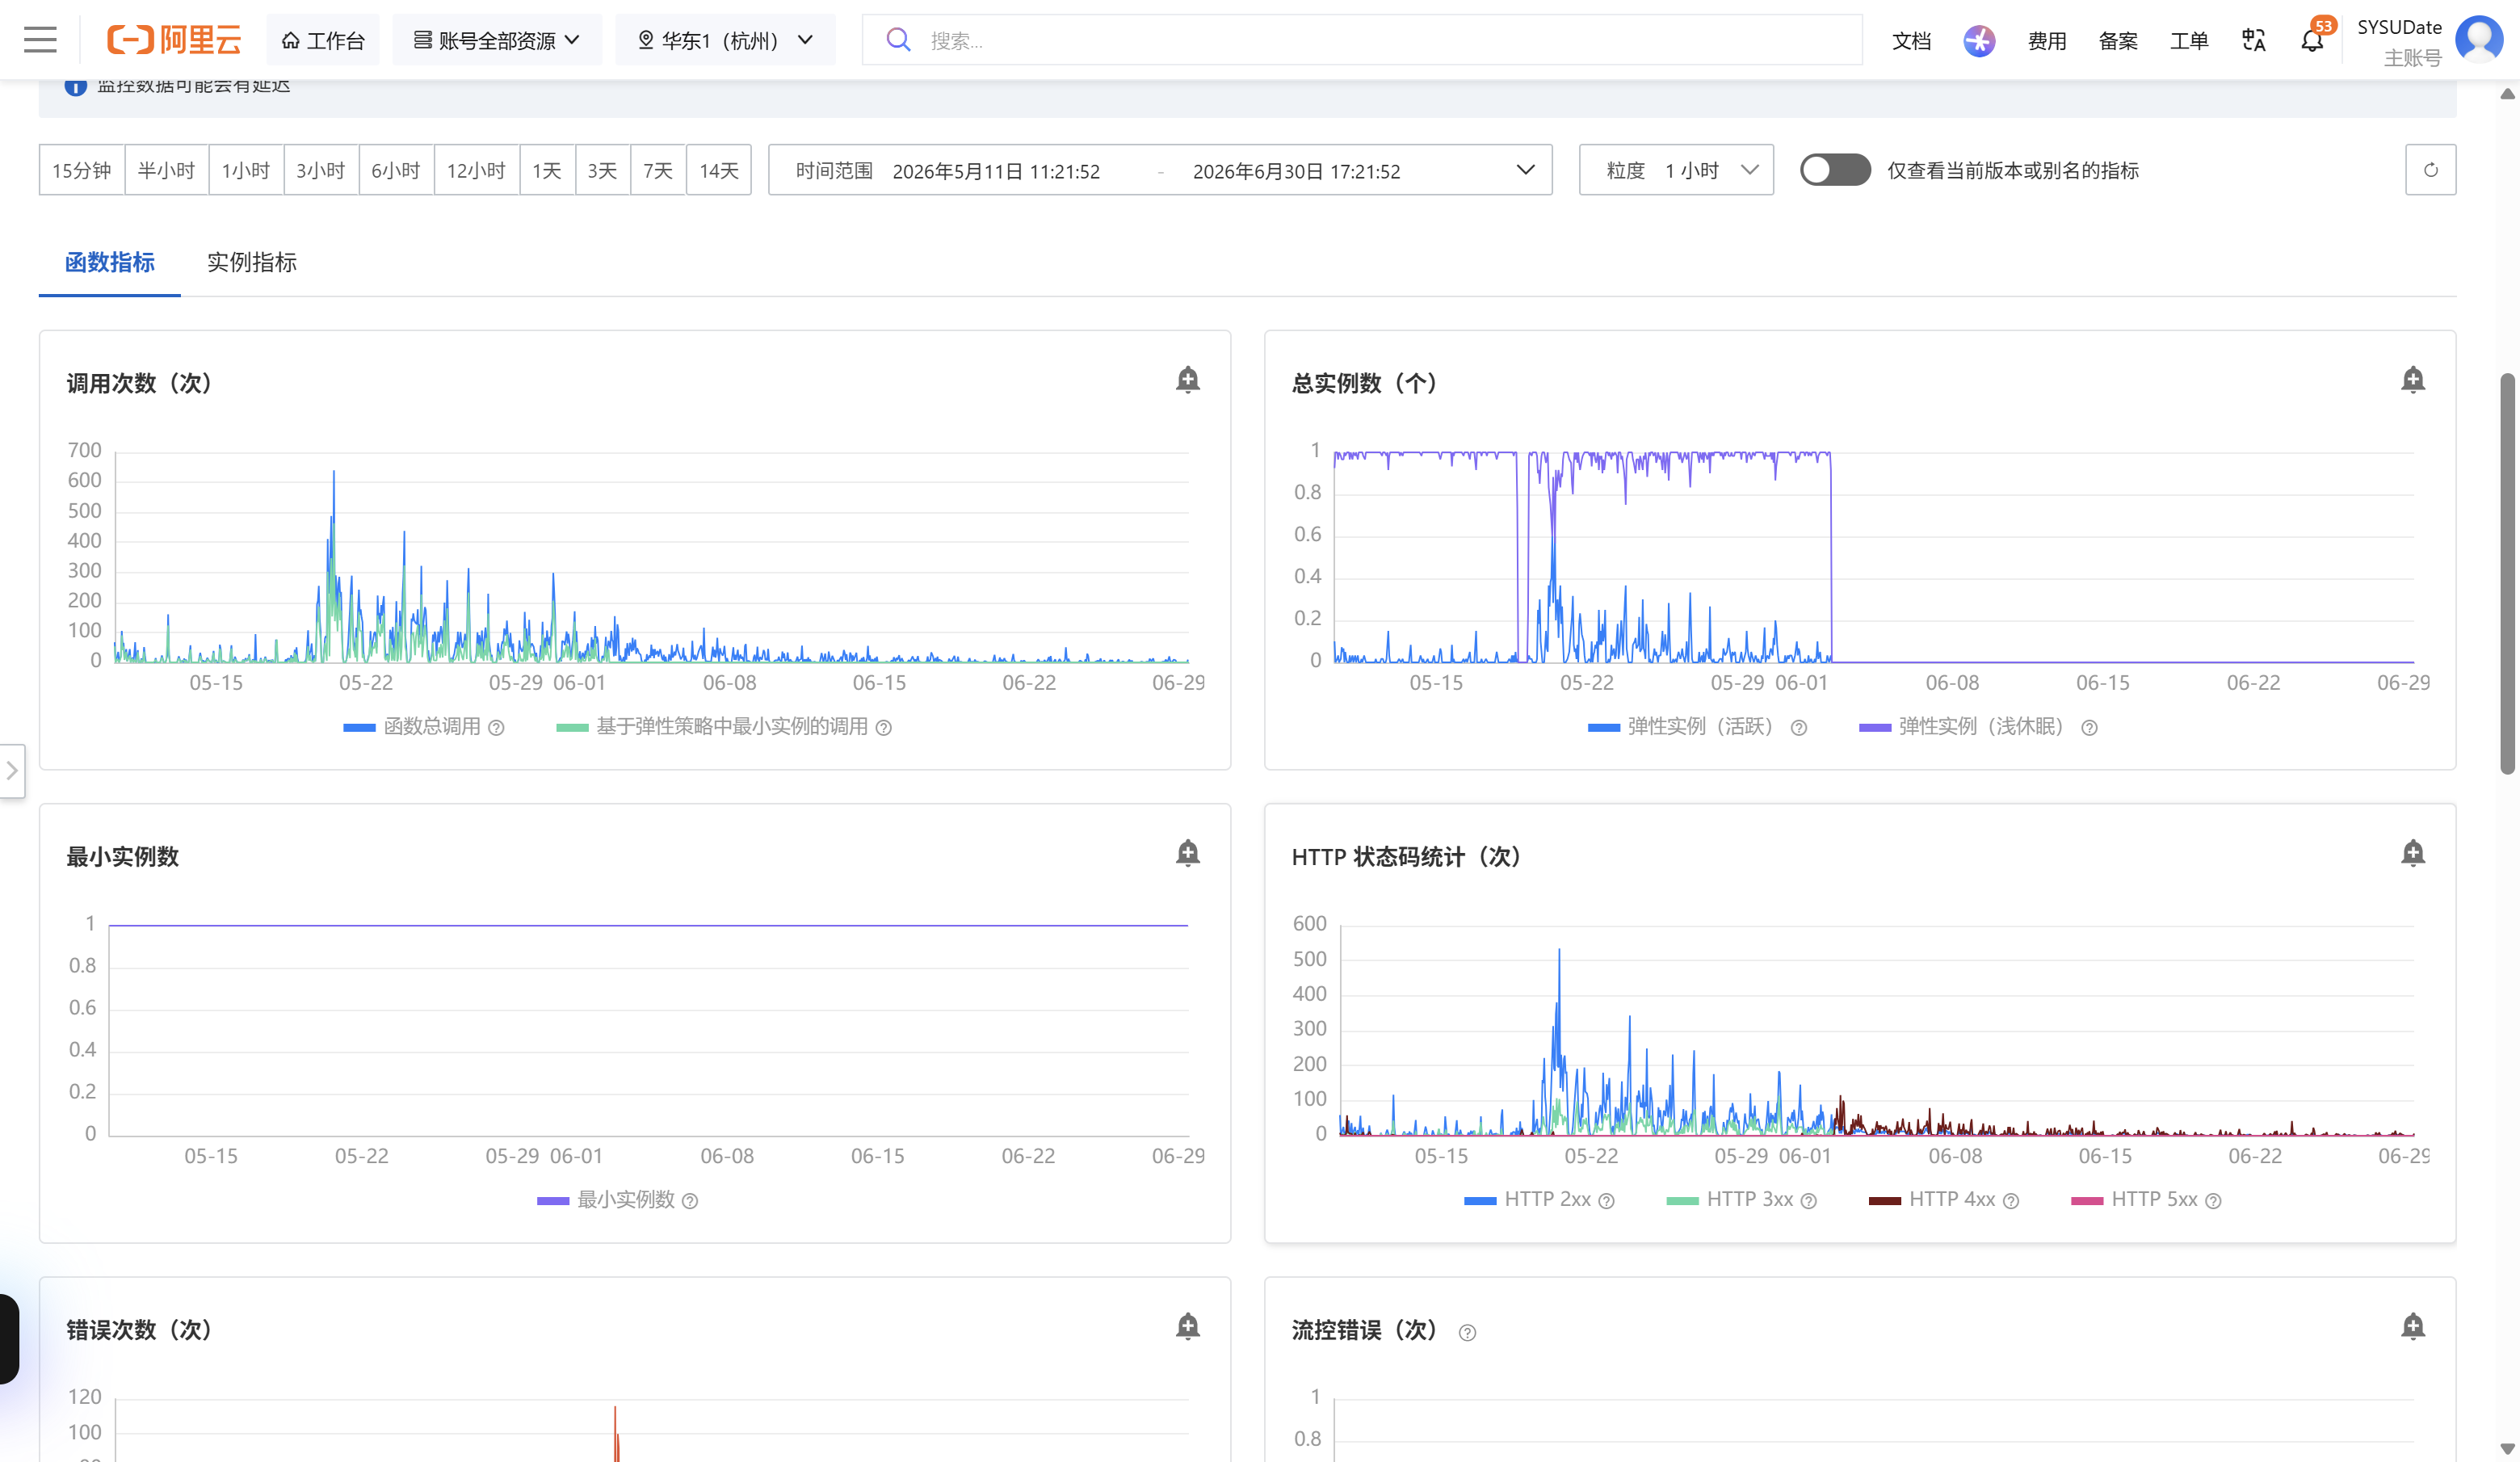 阿里云
工作台
账号全部资源
华东1（杭州）
搜索...
文档
费用
备案
工单
53
SYSUDate
主账号
监控数据可能会有延迟
15分钟 半小时 1小时 3小时 6小时 12小时 1天 3天 7天 14天
时间范围 2026年5月11日 11:21:52 - 2026年6月30日 17:21:52
粒度 1 小时
仅查看当前版本或别名的指标
函数指标 实例指标
调用次数（次）
700
600
500
400
300
200
100
0
05-15 05-22 05-29 06-01 06-08 06-15 06-22 06-29
函数总调用 基于弹性策略中最小实例的调用
总实例数（个）
1
0.8
0.6
0.4
0.2
0
05-15 05-22 05-29 06-01 06-08 06-15 06-22 06-29
弹性实例（活跃） 弹性实例（浅休眠）
最小实例数
1
0.8
0.6
0.4
0.2
0
05-15 05-22 05-29 06-01 06-08 06-15 06-22 06-29
最小实例数
HTTP 状态码统计（次）
600
500
400
300
200
100
0
05-15 05-22 05-29 06-01 06-08 06-15 06-22 06-29
HTTP 2xx HTTP 3xx HTTP 4xx HTTP 5xx
错误次数（次）
120
100
流控错误（次）
1
0.8